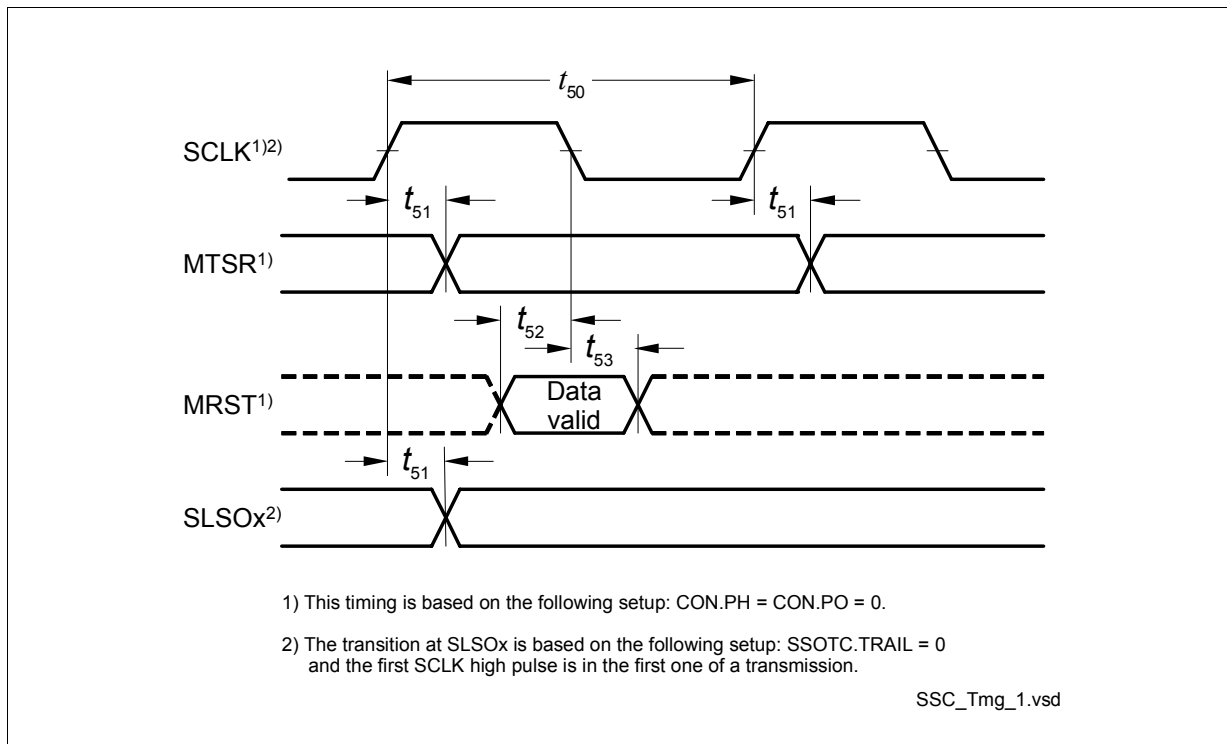 t50
SCLK1)2)
t51
t51
MTSR1)
t52
t53
MRST1)
Data
valid
t51
SLSOx2)
1) This timing is based on the following setup: CON.PH = CON.PO = 0.
2) The transition at SLSOx is based on the following setup: SSOTC.TRAIL = 0
and the first SCLK high pulse is in the first one of a transmission.
SSC_Tmg_1.vsd